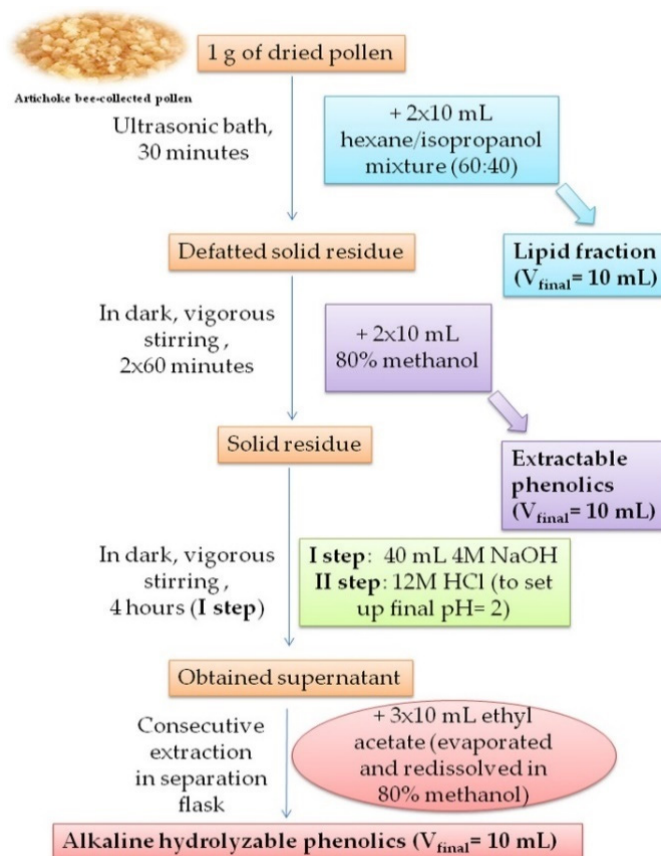 1 g of dried pollen
Artichoke bee-collected pollen
Ultrasonic bath,
30 minutes
+ 2x10 mL
hexane/isopropanol
mixture (60:40)
Defatted solid residue
Lipid fraction
(Vfinal= 10 mL)
In dark, vigorous
stirring ,
2x60 minutes
+ 2x10 mL
80% methanol
Solid residue
Extractable
phenolics
(Vfinal= 10 mL)
In dark, vigorous
stirring ,
4 hours (I step)
I step: 40 mL 4M NaOH
II step: 12M HCl (to set
up final pH= 2)
Obtained supernatant
Consecutive
extraction
in separation
flask
+ 3x10 mL ethyl
acetate (evaporated
and redissolved in
80% methanol)
Alkaline hydrolyzable phenolics (Vfinal= 10 mL)